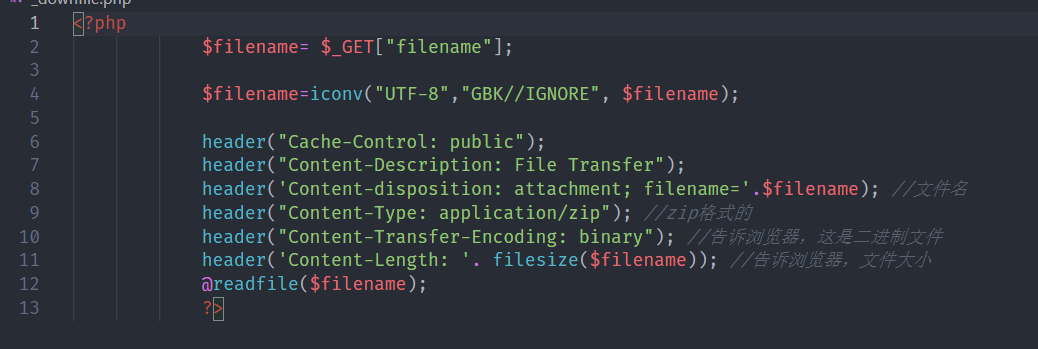 _downfile.php
1 <?php
2 $filename= $_GET["filename"];
3
4 $filename=iconv("UTF-8","GBK//IGNORE", $filename);
5
6 header("Cache-Control: public");
7 header("Content-Description: File Transfer");
8 header('Content-disposition: attachment; filename='.$filename); //文件名
9 header("Content-Type: application/zip"); //zip格式的
10 header("Content-Transfer-Encoding: binary"); //告诉浏览器，这是二进制文件
11 header('Content-Length: '. filesize($filename)); //告诉浏览器，文件大小
12 @readfile($filename);
13 ?>